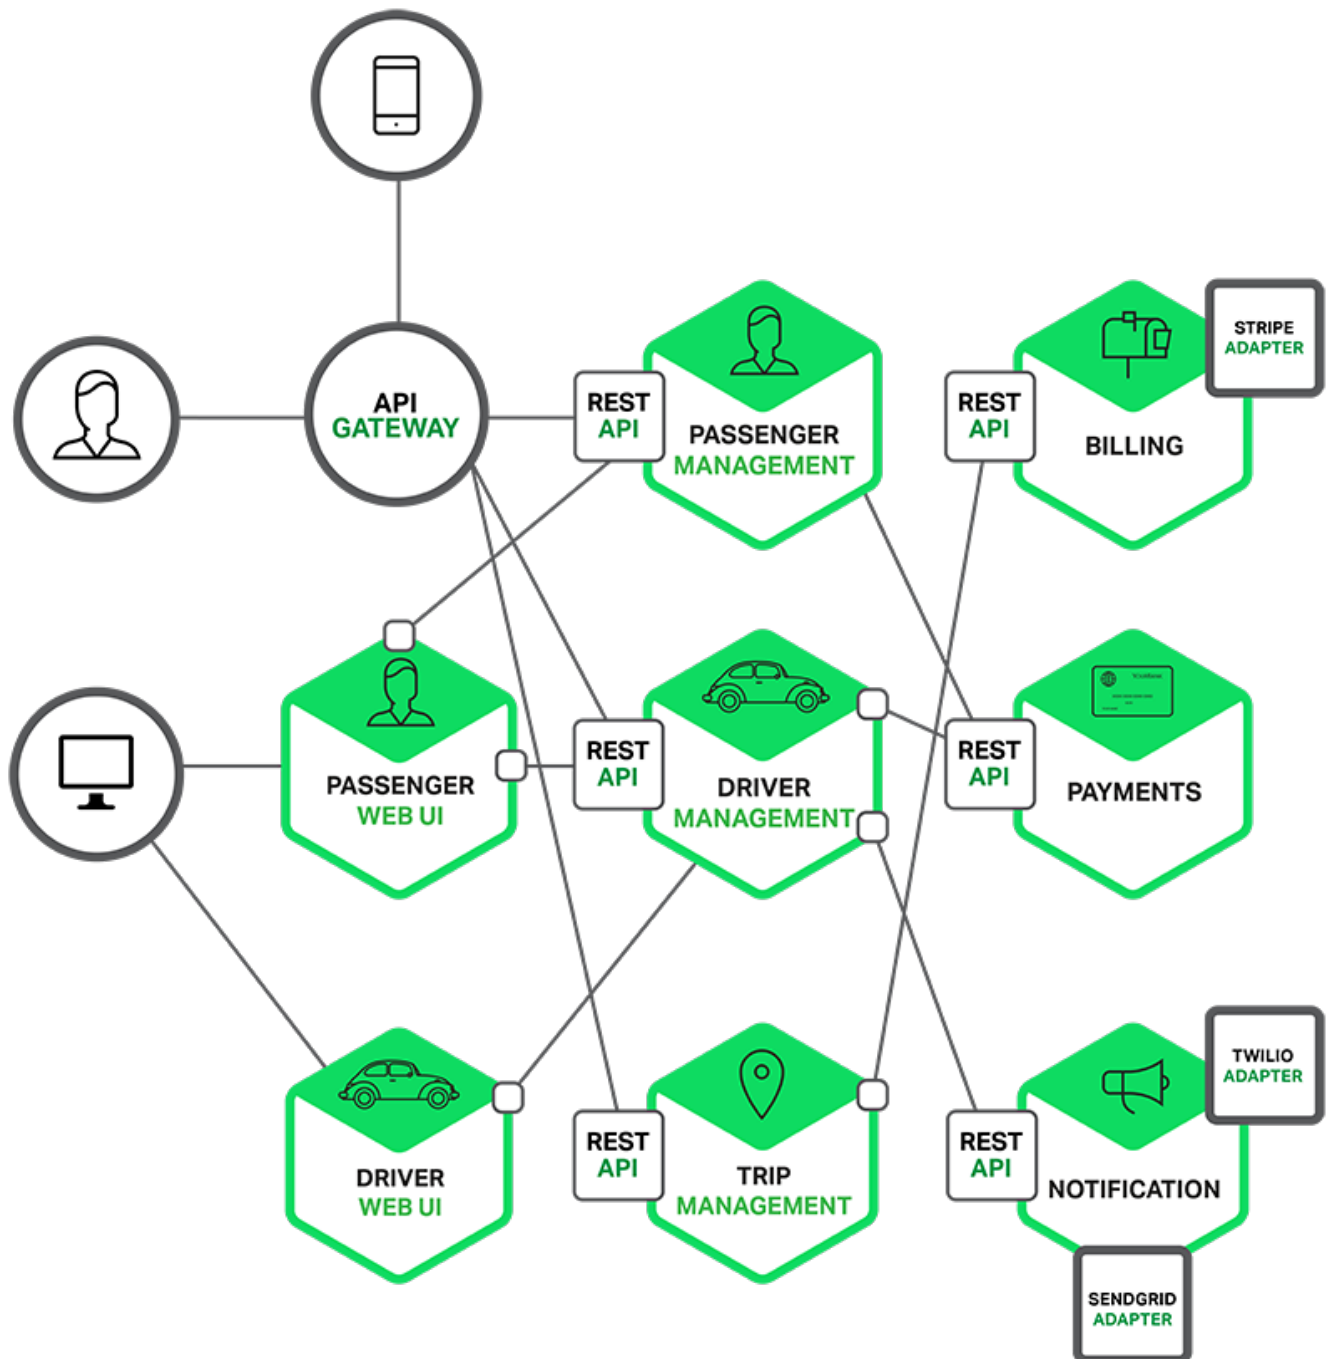 API
GATEWAY
REST
API
PASSENGER
MANAGEMENT
REST
API
BILLING
STRIPE
ADAPTER
PASSENGER
WEB UI
REST
API
DRIVER
MANAGEMENT
REST
API
PAYMENTS
DRIVER
WEB UI
REST
API
TRIP
MANAGEMENT
REST
API
NOTIFICATION
TWILIO
ADAPTER
SENDGRID
ADAPTER